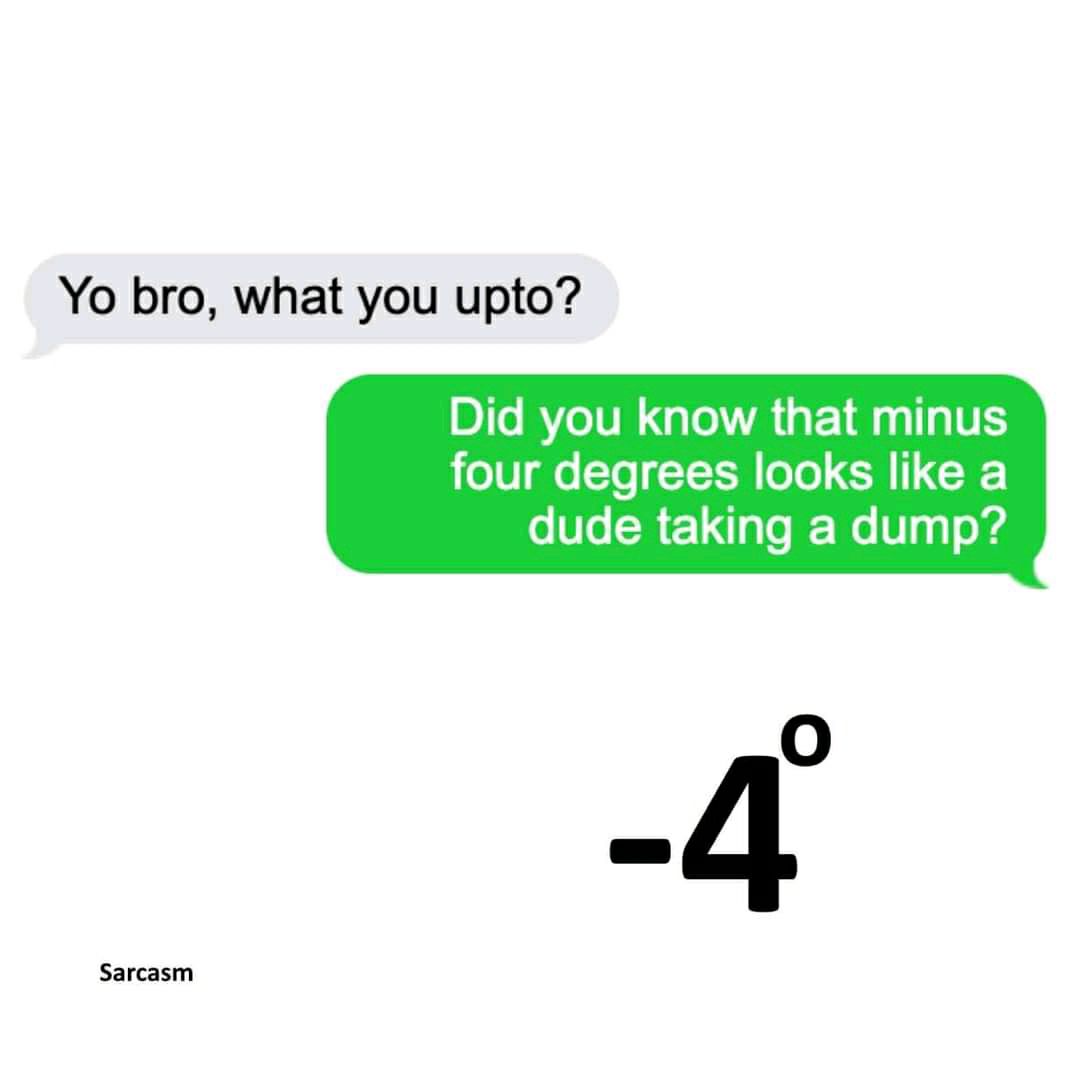 Yo bro, what you upto?
Did you know that minus
four degrees looks like a
dude taking a dump?
-4°
Sarcasm